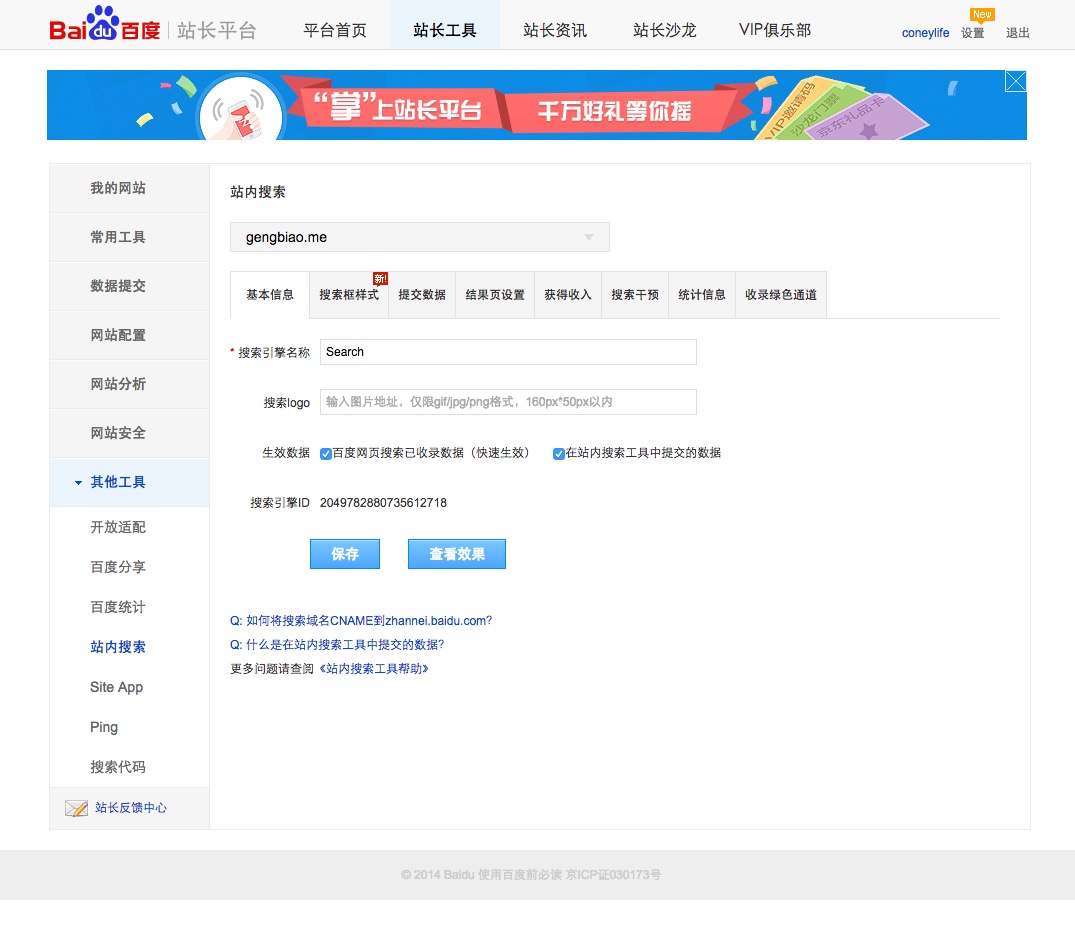 Bai du 百度 站长平台 平台首页 站长工具 站长资讯 站长沙龙 VIP俱乐部 coneylife 设置 New 退出
“掌”上站长平台 千万好礼等你摇 VIP邀请码 沙龙门票 京东礼品卡
我的网站
常用工具
数据提交
网站配置
网站分析
网站安全
其他工具
开放适配
百度分享
百度统计
站内搜索
Site App
Ping
搜索代码
站长反馈中心
站内搜索
gengbiao.me
基本信息 搜索框样式 新! 提交数据 结果页设置 获得收入 搜索干预 统计信息 收录绿色通道
* 搜索引擎名称 Search
搜索logo 输入图片地址，仅限gif/jpg/png格式，160px*50px以内
生效数据 百度网页搜索已收录数据（快速生效） 在站内搜索工具中提交的数据
搜索引擎ID 2049782880735612718
保存 查看效果
Q: 如何将搜索域名CNAME到zhannei.baidu.com?
Q: 什么是在站内搜索工具中提交的数据?
更多问题请查阅《站内搜索工具帮助》
© 2014 Baidu 使用百度前必读 京ICP证030173号